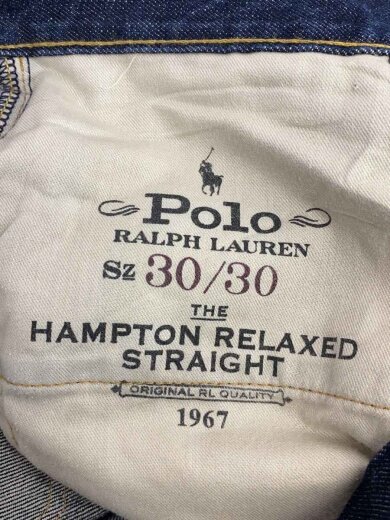 Polo
RALPH LAUREN
Sz 30/30
THE
HAMPTON RELAXED
STRAIGHT
ORIGINAL RL QUALITY
1967